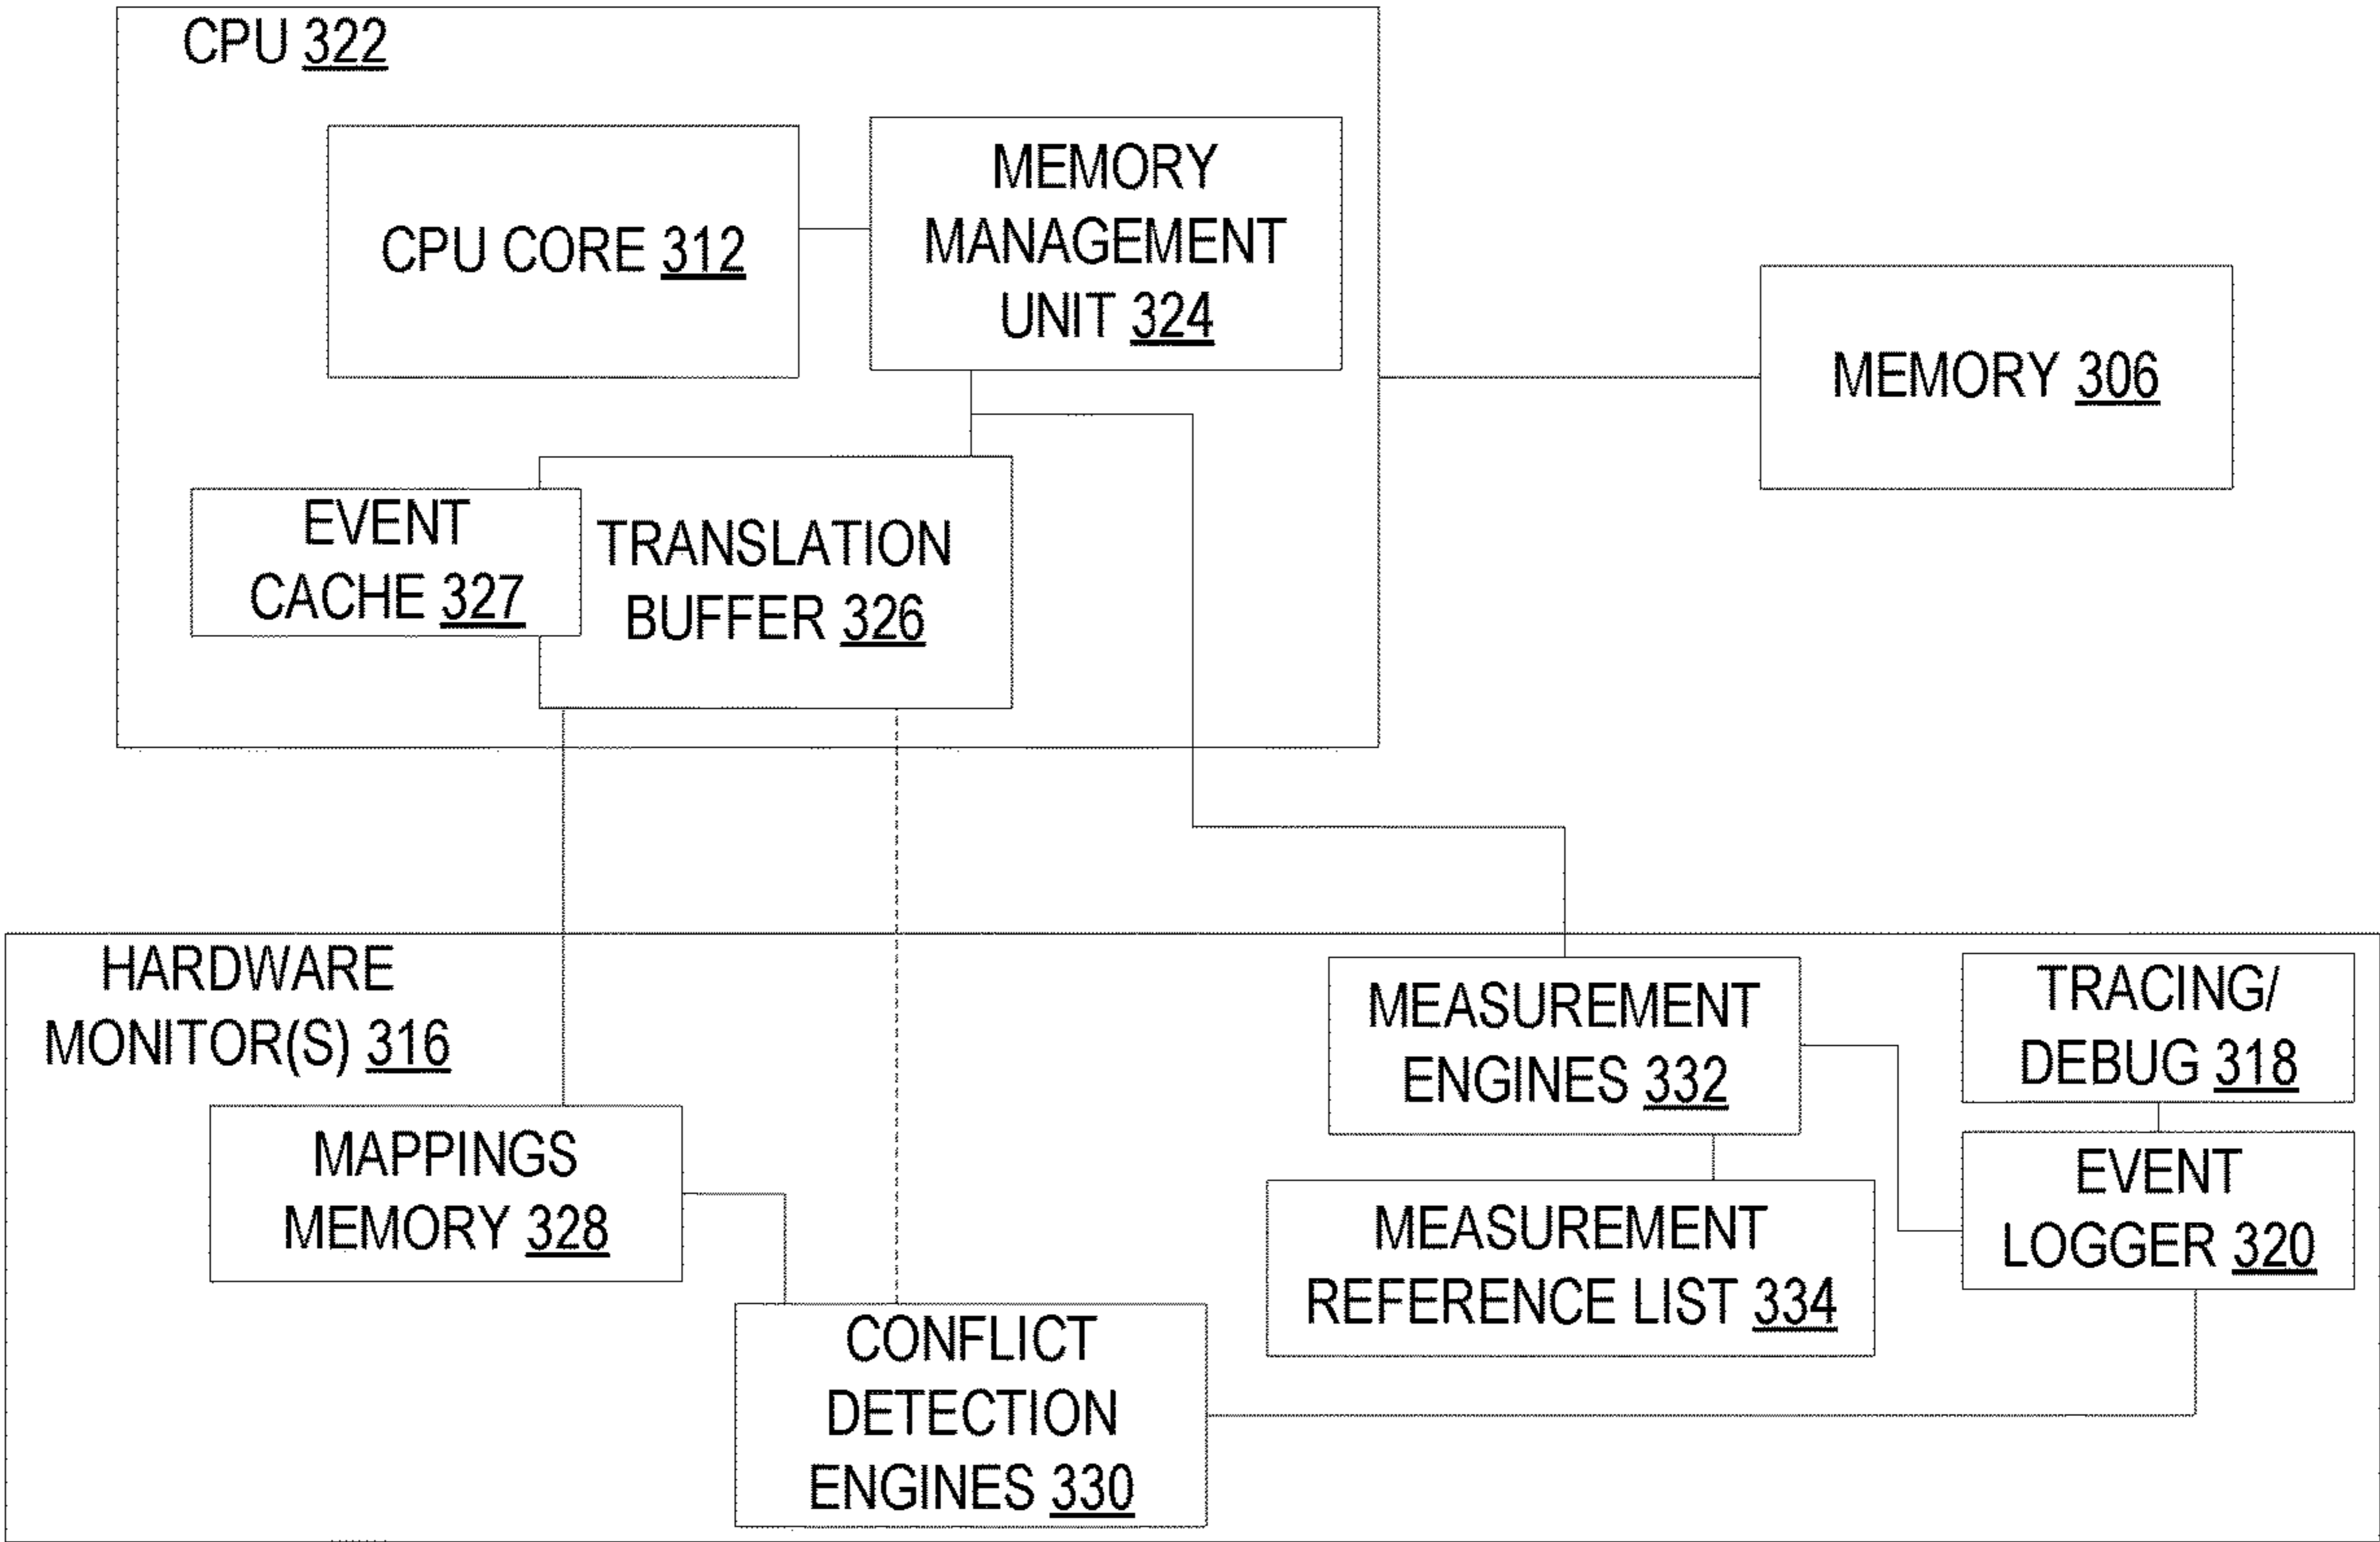 CPU 322
CPU CORE 312
MEMORY
MANAGEMENT
UNIT 324
MEMORY 306
EVENT
CACHE 327
TRANSLATION
BUFFER 326
HARDWARE
MONITOR(S) 316
MAPPINGS
MEMORY 328
CONFLICT
DETECTION
ENGINES 330
MEASUREMENT
ENGINES 332
MEASUREMENT
REFERENCE LIST 334
TRACING/
DEBUG 318
EVENT
LOGGER 320